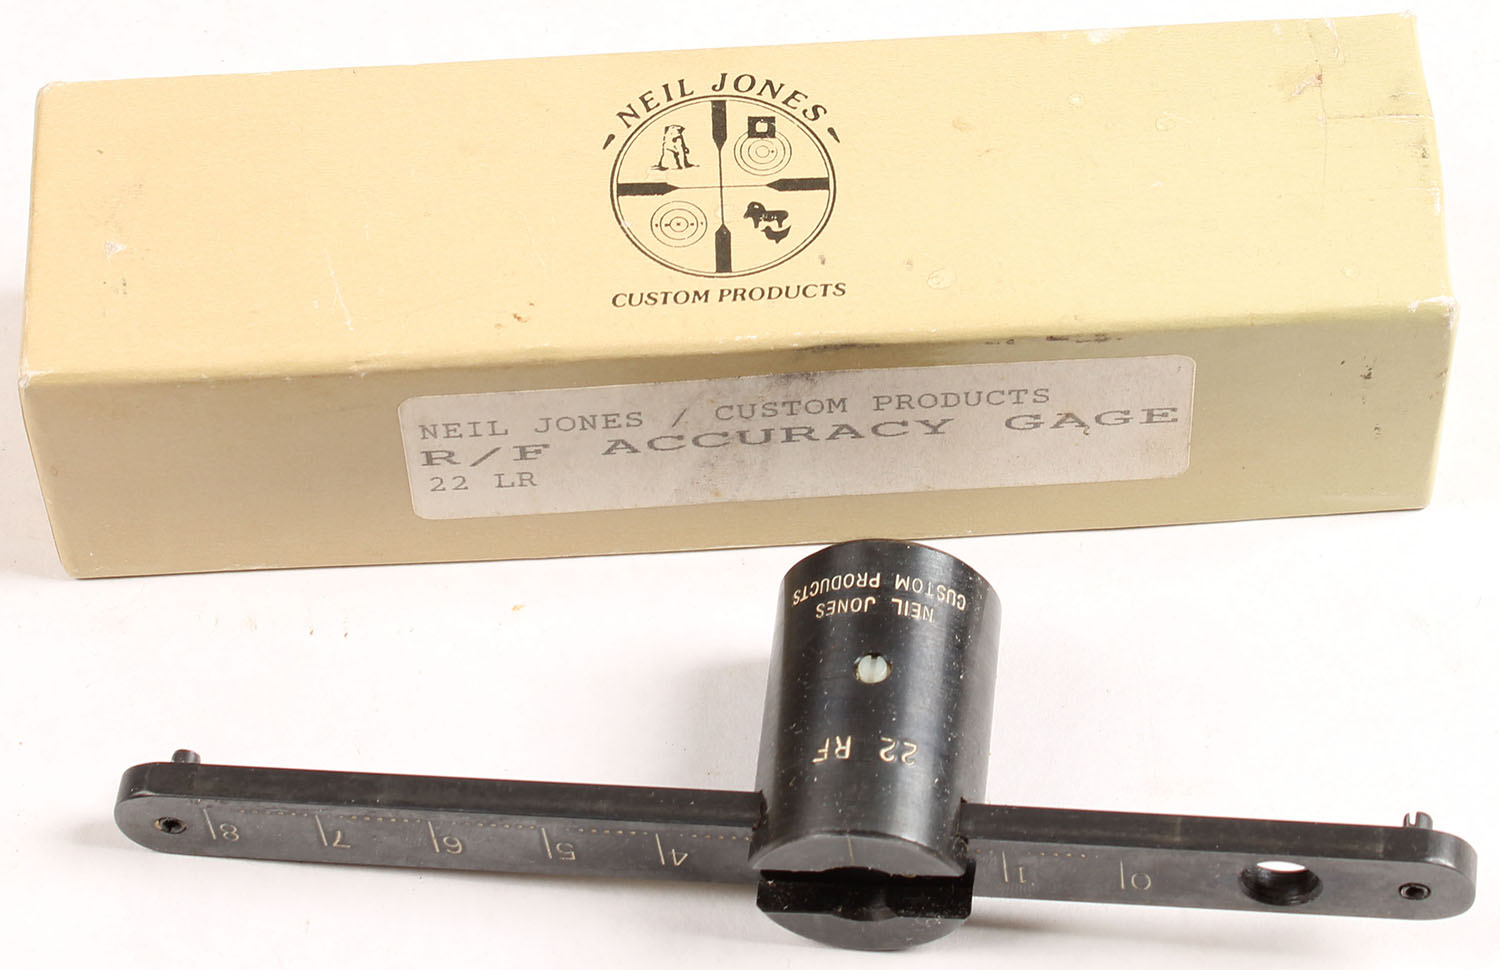 NEIL JONES
CUSTOM PRODUCTS
NEIL JONES / CUSTOM PRODUCTS
R/F ACCURACY GAGE
22 LR
NEIL JONES
CUSTOM PRODUCTS
22 RF
8 7 6 5 4 1 0